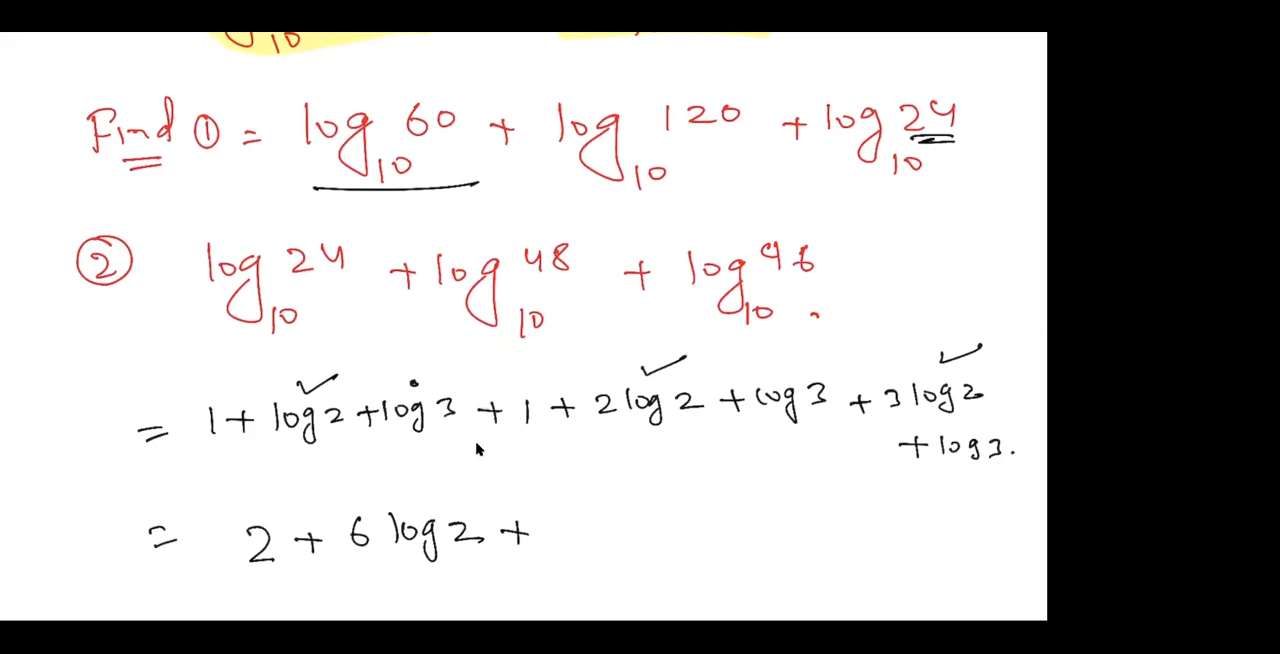 10
Find ① = log₁₀ 60 + log₁₀ 120 + log₁₀ 24
② log₁₀ 24 + log₁₀ 48 + log₁₀ 96 .
= 1 + log 2 + log 3 + 1 + 2 log 2 + log 3 + 3 log 2
+ log 3 .
= 2 + 6 log 2 +